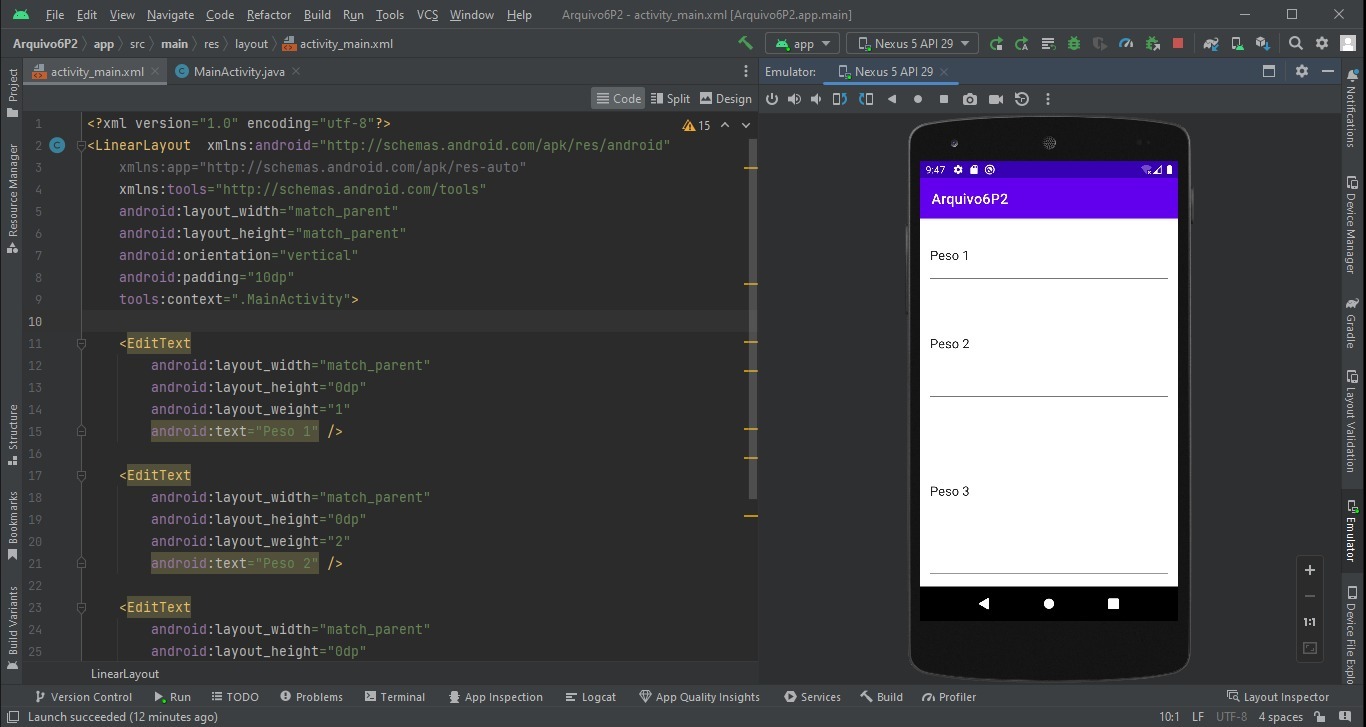 File Edit View Navigate Code Refactor Build Run Tools VCS Window Help Arquivo6P2 - activity_main.xml [Arquivo6P2.app.main]
Arquivo6P2 app src main res layout activity_main.xml app Nexus 5 API 29
activity_main.xml MainActivity.java Emulator: Nexus 5 API 29
Code Split Design
15
1 <?xml version="1.0" encoding="utf-8"?>
2 <LinearLayout xmlns:android="http://schemas.android.com/apk/res/android"
3 xmlns:app="http://schemas.android.com/apk/res-auto"
4 xmlns:tools="http://schemas.android.com/tools"
5 android:layout_width="match_parent"
6 android:layout_height="match_parent"
7 android:orientation="vertical"
8 android:padding="10dp"
9 tools:context=".MainActivity">
10
11 <EditText
12 android:layout_width="match_parent"
13 android:layout_height="0dp"
14 android:layout_weight="1"
15 android:text="Peso 1" />
16
17 <EditText
18 android:layout_width="match_parent"
19 android:layout_height="0dp"
20 android:layout_weight="2"
21 android:text="Peso 2" />
22
23 <EditText
24 android:layout_width="match_parent"
25 android:layout_height="0dp"
LinearLayout
Project
Resource Manager
Structure
Bookmarks
Build Variants
9:47
Arquivo6P2
Peso 1
Peso 2
Peso 3
1:1
Notifications
Device Manager
Gradle
Layout Validation
Emulator
Device File Explo
Version Control Run TODO Problems Terminal App Inspection Logcat App Quality Insights Services Build Profiler Layout Inspector
Launch succeeded (12 minutes ago) 10:1 LF UTF-8 4 spaces